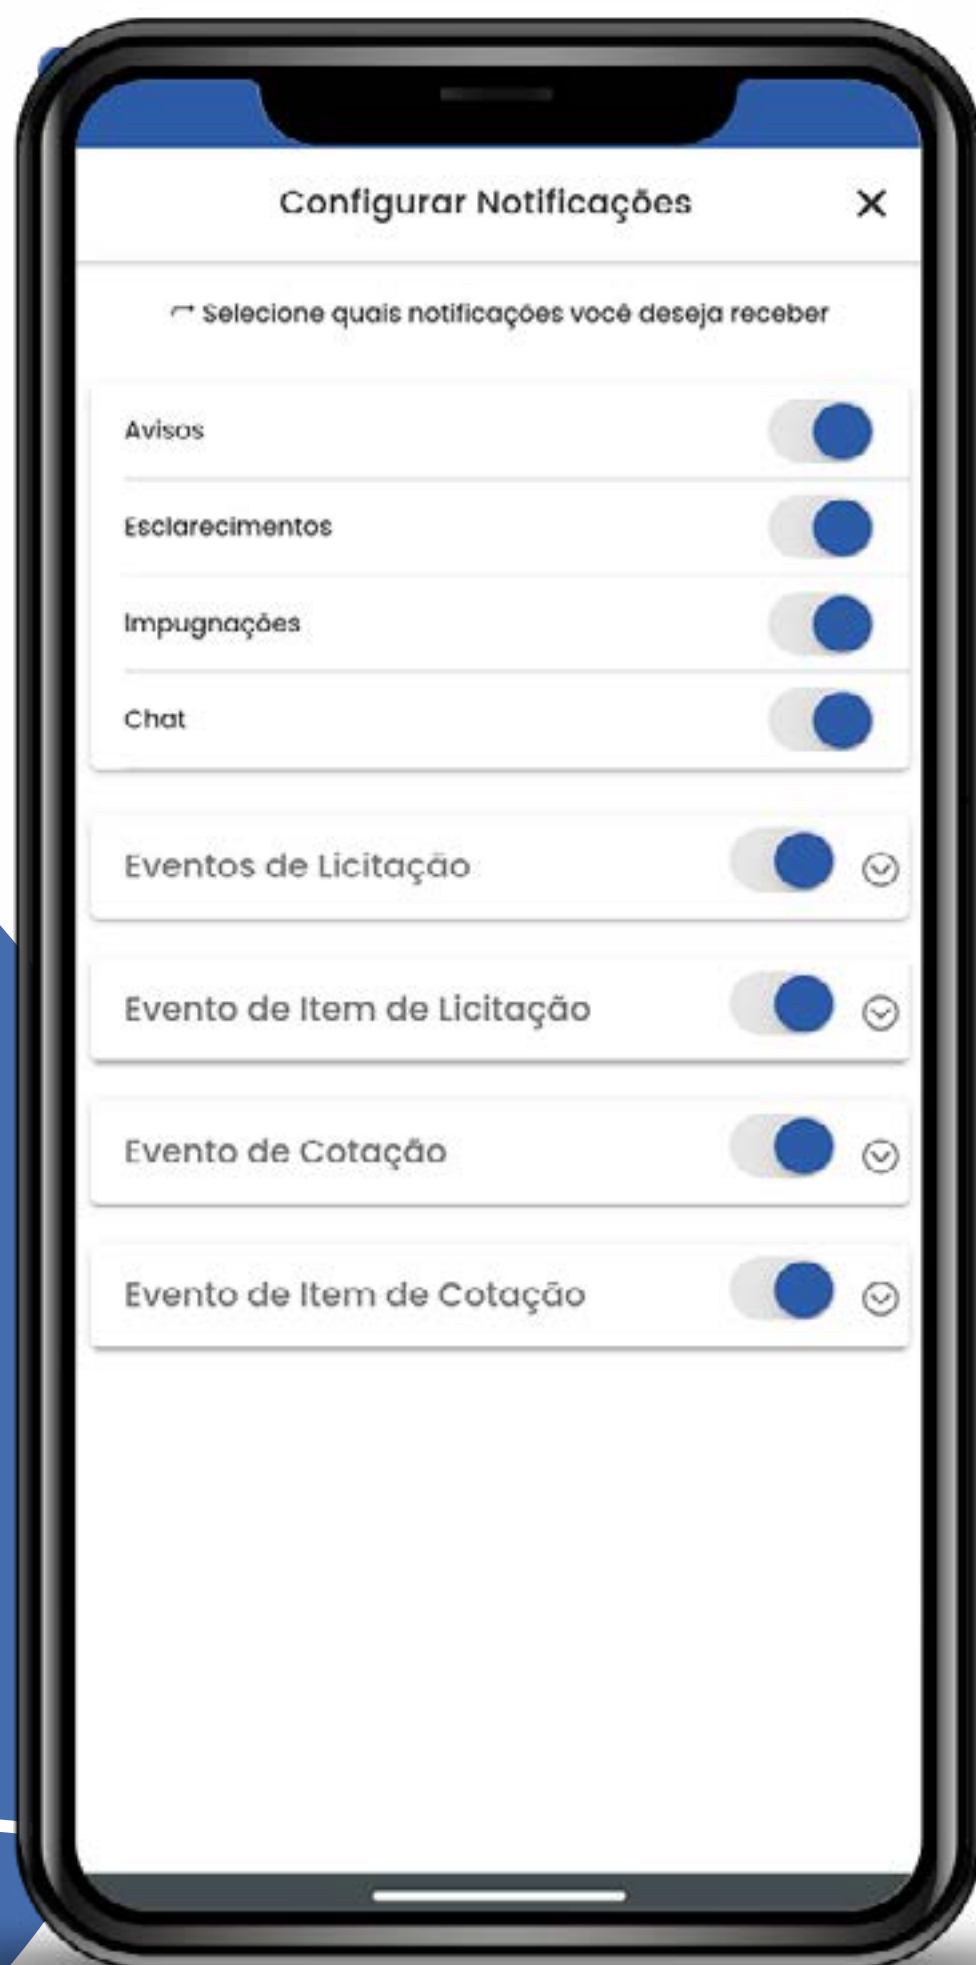 Configurar Notificações
Selecione quais notificações você deseja receber
Avisos
Esclarecimentos
Impugnações
Chat
Eventos de Licitação
Evento de Item de Licitação
Evento de Cotação
Evento de Item de Cotação